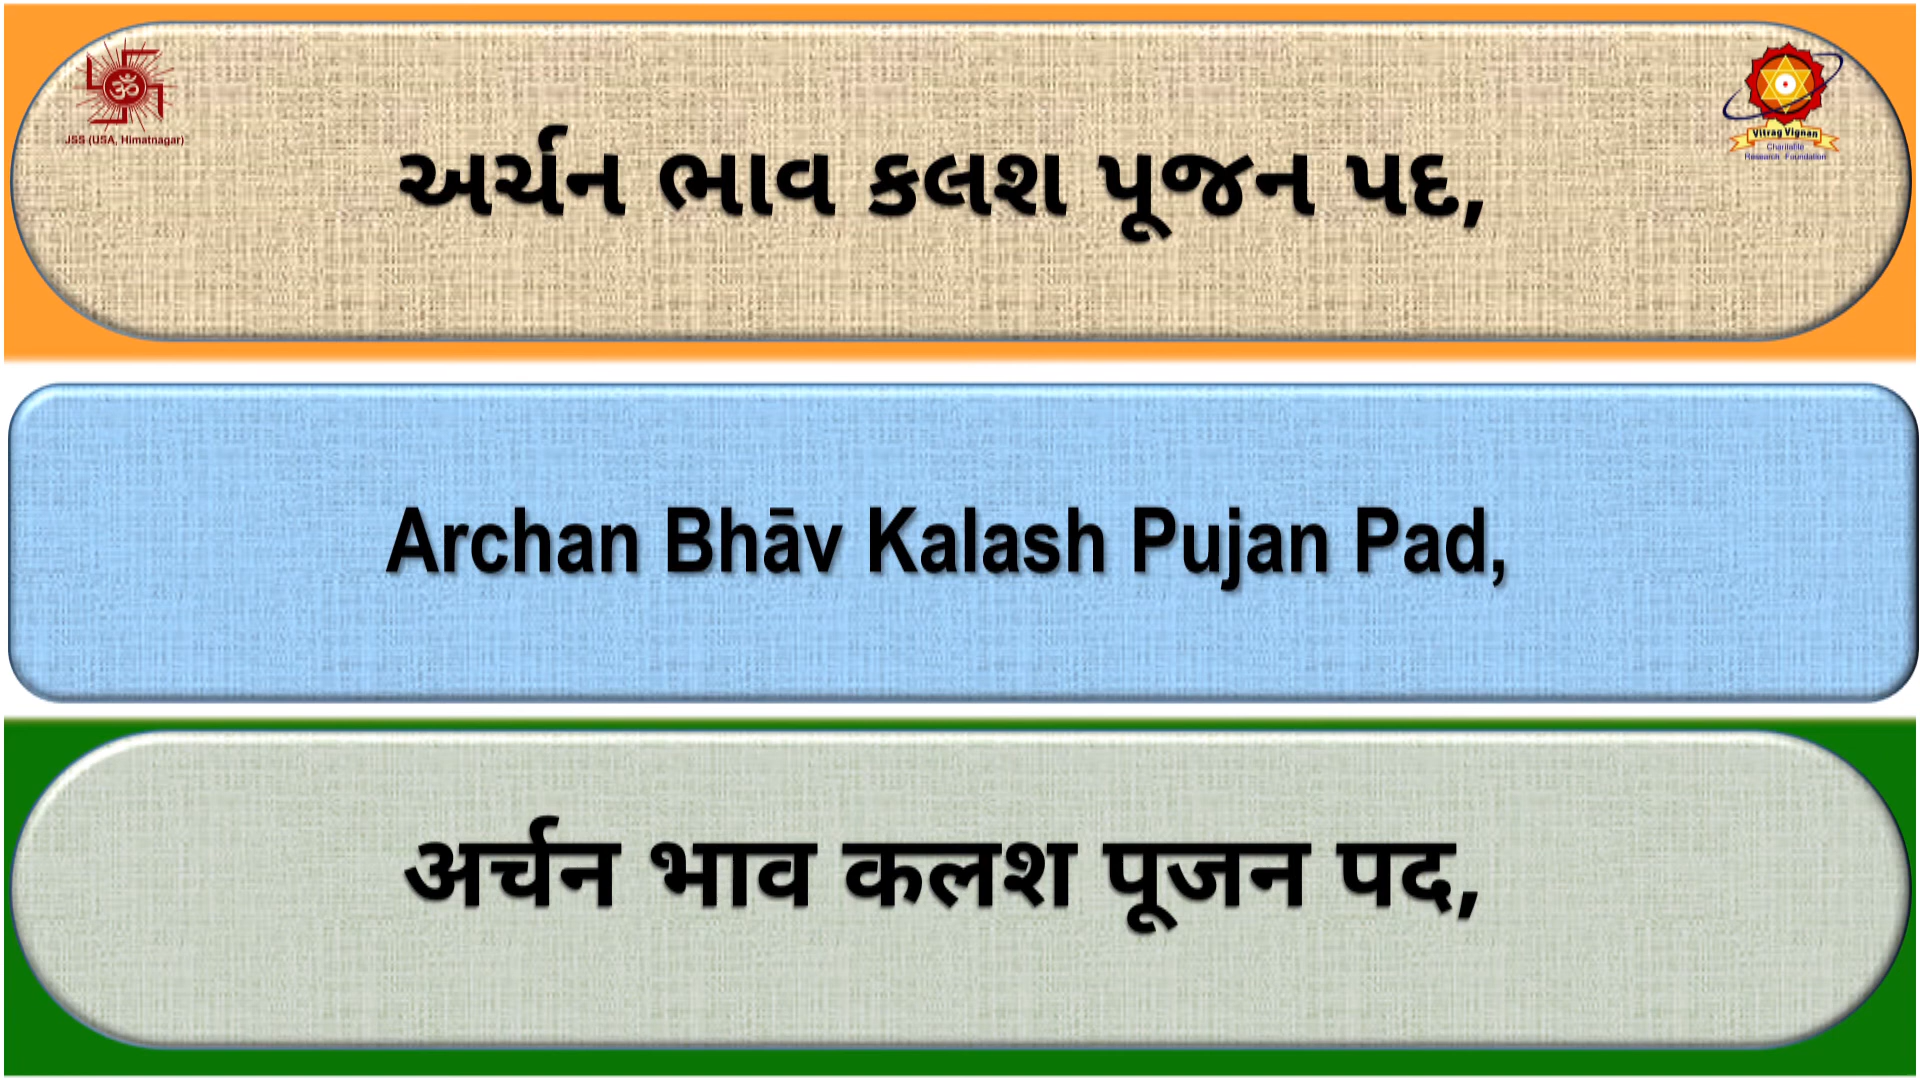 JSS (USA, Himatnagar)
Vitrag Vignan
Charitable
Research Foundation
અર્ચન ભાવ કલશ પૂજન પદ,
Archan Bhāv Kalash Pujan Pad,
अर्चन भाव कलश पूजन पद,